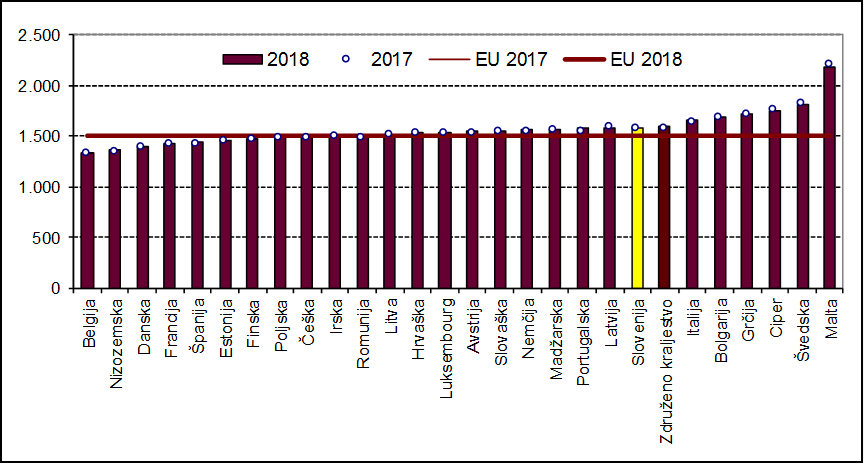 2.500
2018 2017 EU 2017 EU 2018
2.000
1.500
1.000
500
0
Belgija
Nizozemska
Danska
Francija
Španija
Estonija
Finska
Poljska
Češka
Irska
Romunija
Litva
Hrvaška
Luksembourg
Avstrija
Slovaška
Nemčija
Madžarska
Portugalska
Latvija
Slovenija
Združeno kraljestvo
Italija
Bolgarija
Grčija
Ciper
Švedska
Malta